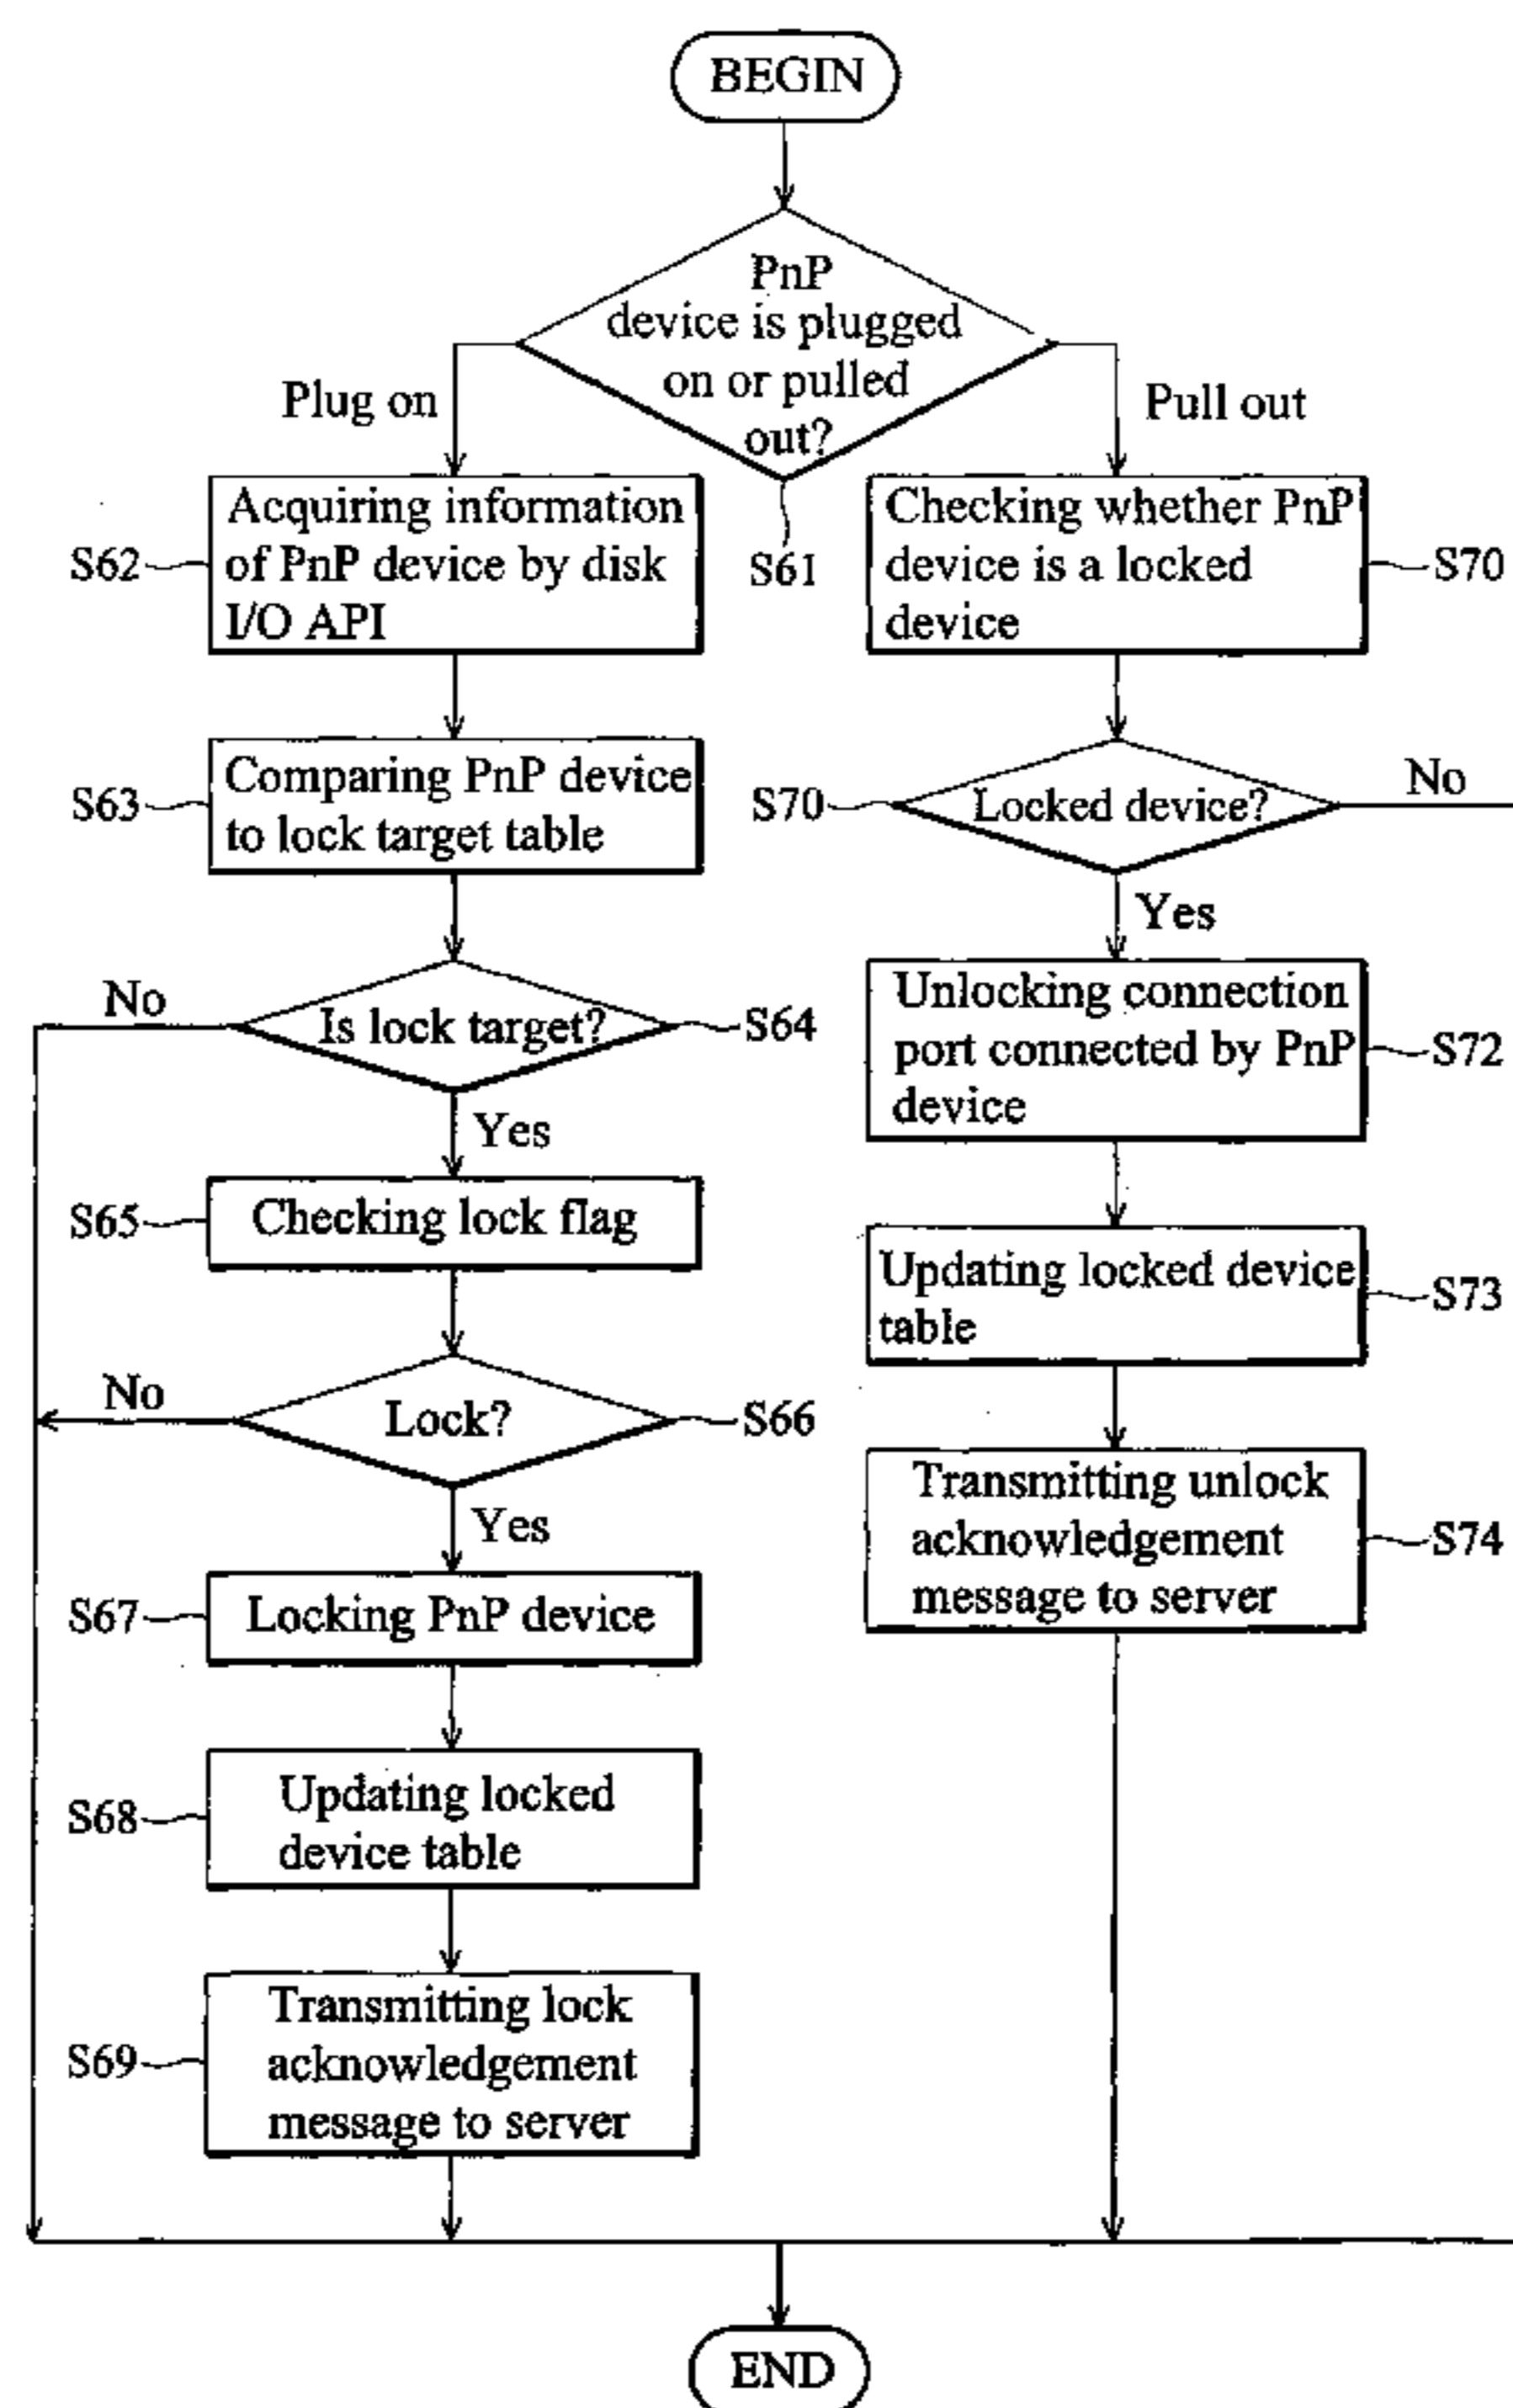 BEGIN
PnP
device is plugged
on or pulled
out?
S61
Plug on
Pull out
Acquiring information
of PnP device by disk
I/O API
S62
Comparing PnP device
to lock target table
S63
Is lock target?
S64
No
Yes
Checking lock flag
S65
Lock?
S66
No
Yes
Locking PnP device
S67
Updating locked
device table
S68
Transmitting lock
acknowledgement
message to server
S69
Checking whether PnP
device is a locked
device
S70
Locked device?
S70
No
Yes
Unlocking connection
port connected by PnP
device
S72
Updating locked device
table
S73
Transmitting unlock
acknowledgement
message to server
S74
END